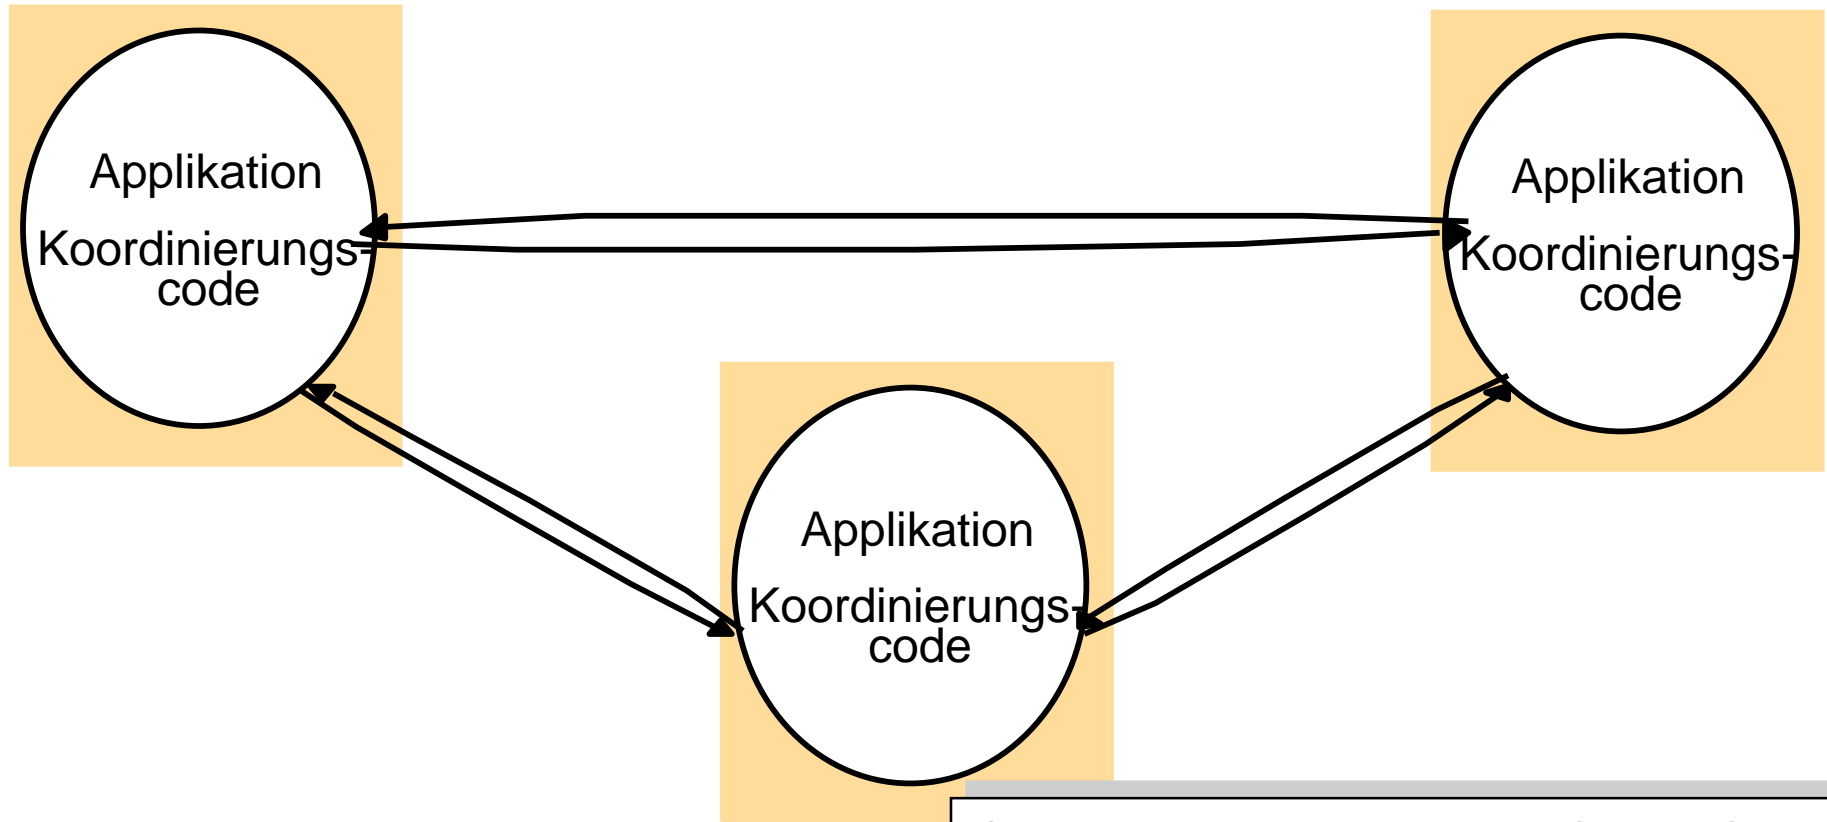 Applikation
Koordinierungs-
code
Applikation
Koordinierungs-
code
Applikation
Koordinierungs-
code